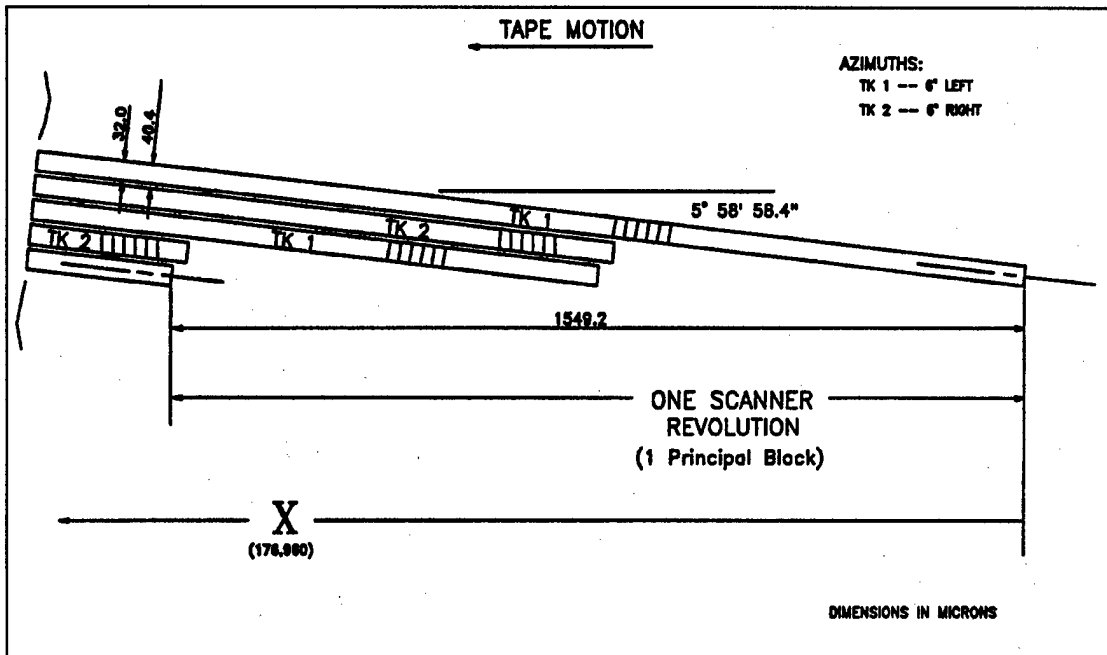 TAPE MOTION
AZIMUTHS:
TK 1 -- 6° LEFT
TK 2 -- 6° RIGHT
32.0
40.4
5° 58' 58.4"
TK 1
TK 2
TK 1
TK 2
1549.2
ONE SCANNER
REVOLUTION
(1 Principal Block)
X
DIMENSIONS IN MICRONS